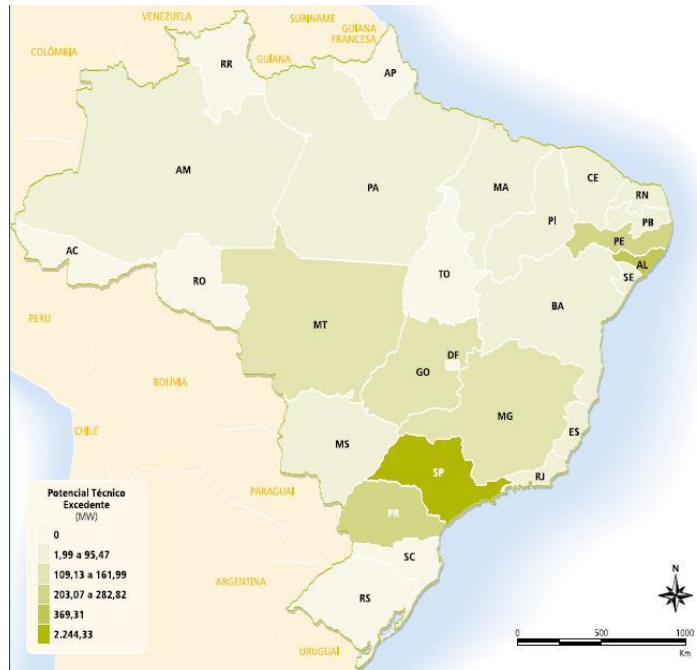 VENEZUELA
SURINAME
GUIANA
FRANCESA
COLÔMBIA
GUÏANA
RR
AP
AM
PA
MA
CE
RN
PI
PB
PE
AL
SE
AC
RO
TO
BA
PERU
MT
DF
GO
BOLÍVIA
MG
ES
MS
CHILE
SP
RJ
PARAGUAI
PR
SC
ARGENTINA
RS
URUGUAI
Potencial Técnico
Excedente
(MW)
0
1,99 a 95,47
109,13 a 161,99
203,07 a 282,82
369,31
2.244,33
N
0 500 1000
Km